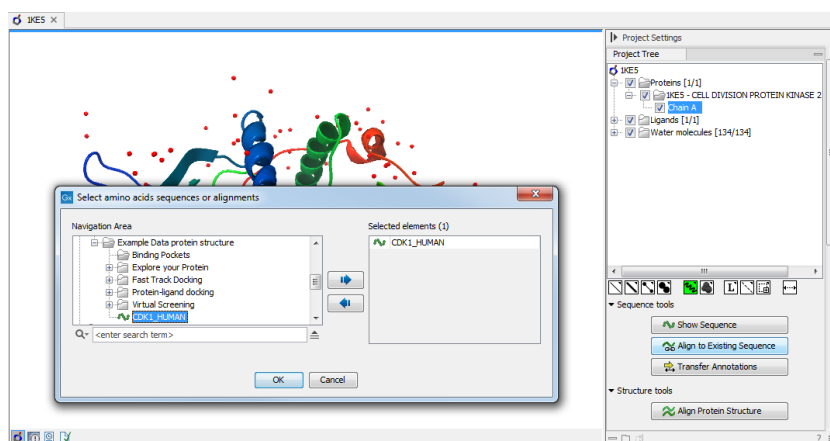 1KE5
Project Settings
Project Tree
1KE5
Proteins [1/1]
1KE5 - CELL DIVISION PROTEIN KINASE 2
Chain A
Ligands [1/1]
Water molecules [134/134]
Gx Select amino acids sequences or alignments
Navigation Area
Example Data protein structure
Binding Pockets
Explore your Protein
Fast Track Docking
Protein-ligand docking
Virtual Screening
CDK1_HUMAN
<enter search term>
Selected elements (1)
CDK1_HUMAN
OK Cancel
L
Sequence tools
Show Sequence
Align to Existing Sequence
Transfer Annotations
Structure tools
Align Protein Structure
?